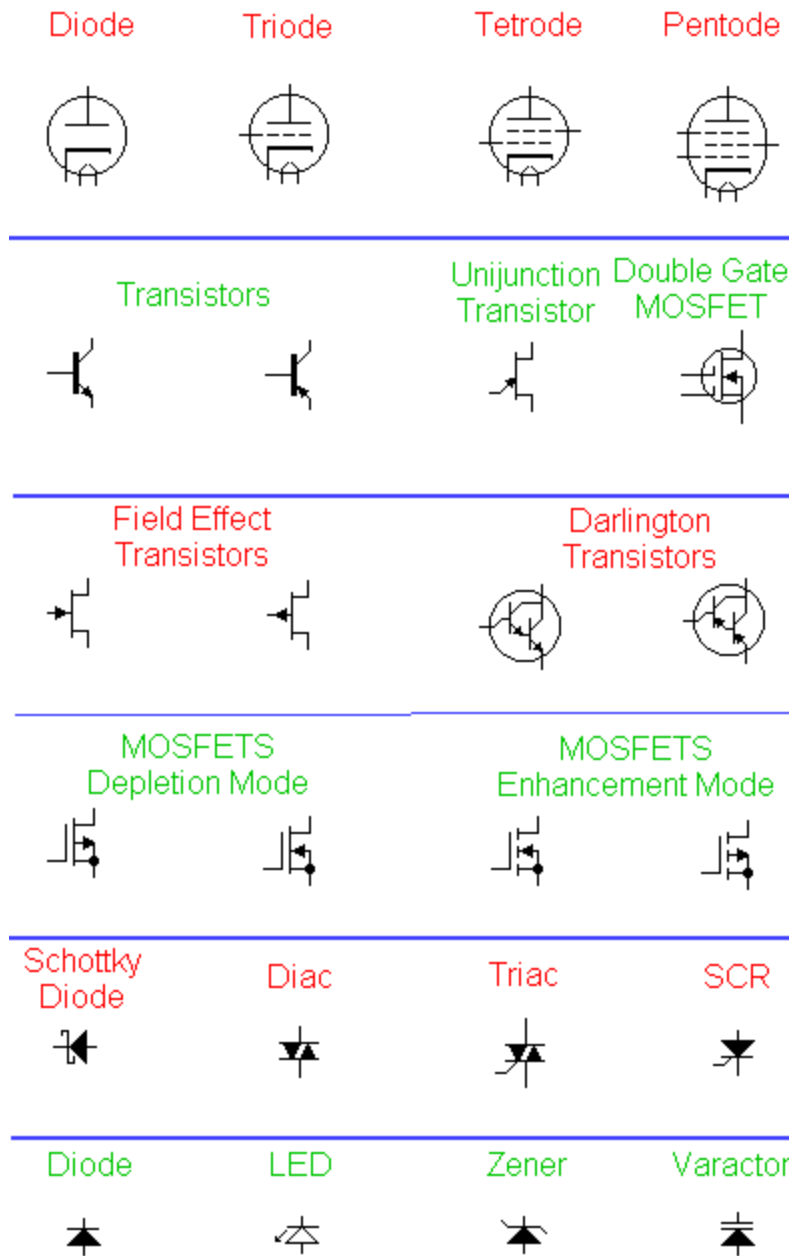 Diode Triode Tetrode Pentode
Transistors
Unijunction
Transistor
Double Gate
MOSFET
Field Effect
Transistors
Darlington
Transistors
MOSFETS
Depletion Mode
MOSFETS
Enhancement Mode
Schottky
Diode
Diac
Triac
SCR
Diode LED Zener Varactor